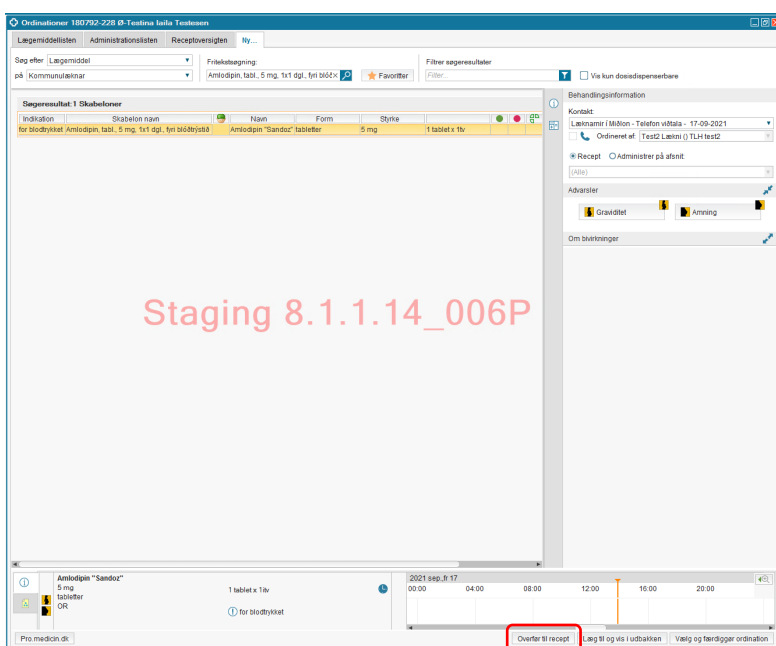 Ordinationer 180792-228 Ø-Testina laila Testesen
Lægemiddellisten Administrationslisten Receptoversigten Ny...
Søg efter Lægemiddel Fritekstsøgning: Filtrer søgeresultater
på Kommunulæknar Amlodipin, tabl., 5 mg, 1x1 dgl., fyri blóð Favoritter Filter... Vis kun dosisdispenserbare
Søgeresultat: 1 Skabeloner
Indikation Skabelon navn Navn Form Styrke
for blodtrykket Amlodipin, tabl., 5 mg, 1x1 dgl., fyri blóðtrýstið Amlodipin "Sandoz" tabletter 5 mg 1 tablet x 1tv
Behandlingsinformation
Kontakt:
Læknamir í Miðlon - Telefon viðtala - 17-09-2021
Ordineret af: Test2 Lækni () TLH test2
Recept Administrer på afsnit:
(Alle)
Advarsler
Graviditet Amning
Om bivirkninger
Staging 8.1.1.14_006P
Amlodipin "Sandoz"
5 mg
tabletter
OR
1 tablet x 1tv
for blodtrykket
2021 sep.,fr 17
00:00 04:00 08:00 12:00 16:00 20:00
Pro.medicin.dk Overfør til recept Læg til og vis i udbakken Vælg og færdiggør ordination